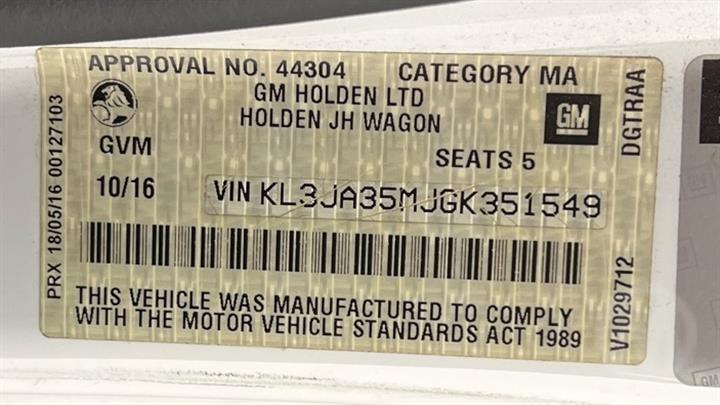 APPROVAL NO. 44304 CATEGORY MA
GM HOLDEN LTD
HOLDEN JH WAGON
GM
GVM
SEATS 5
10/16
VIN KL3JA35MJGK351549
THIS VEHICLE WAS MANUFACTURED TO COMPLY
WITH THE MOTOR VEHICLE STANDARDS ACT 1989
PRX 18/05/16 00127103
DGTRAA
V1029712
GM